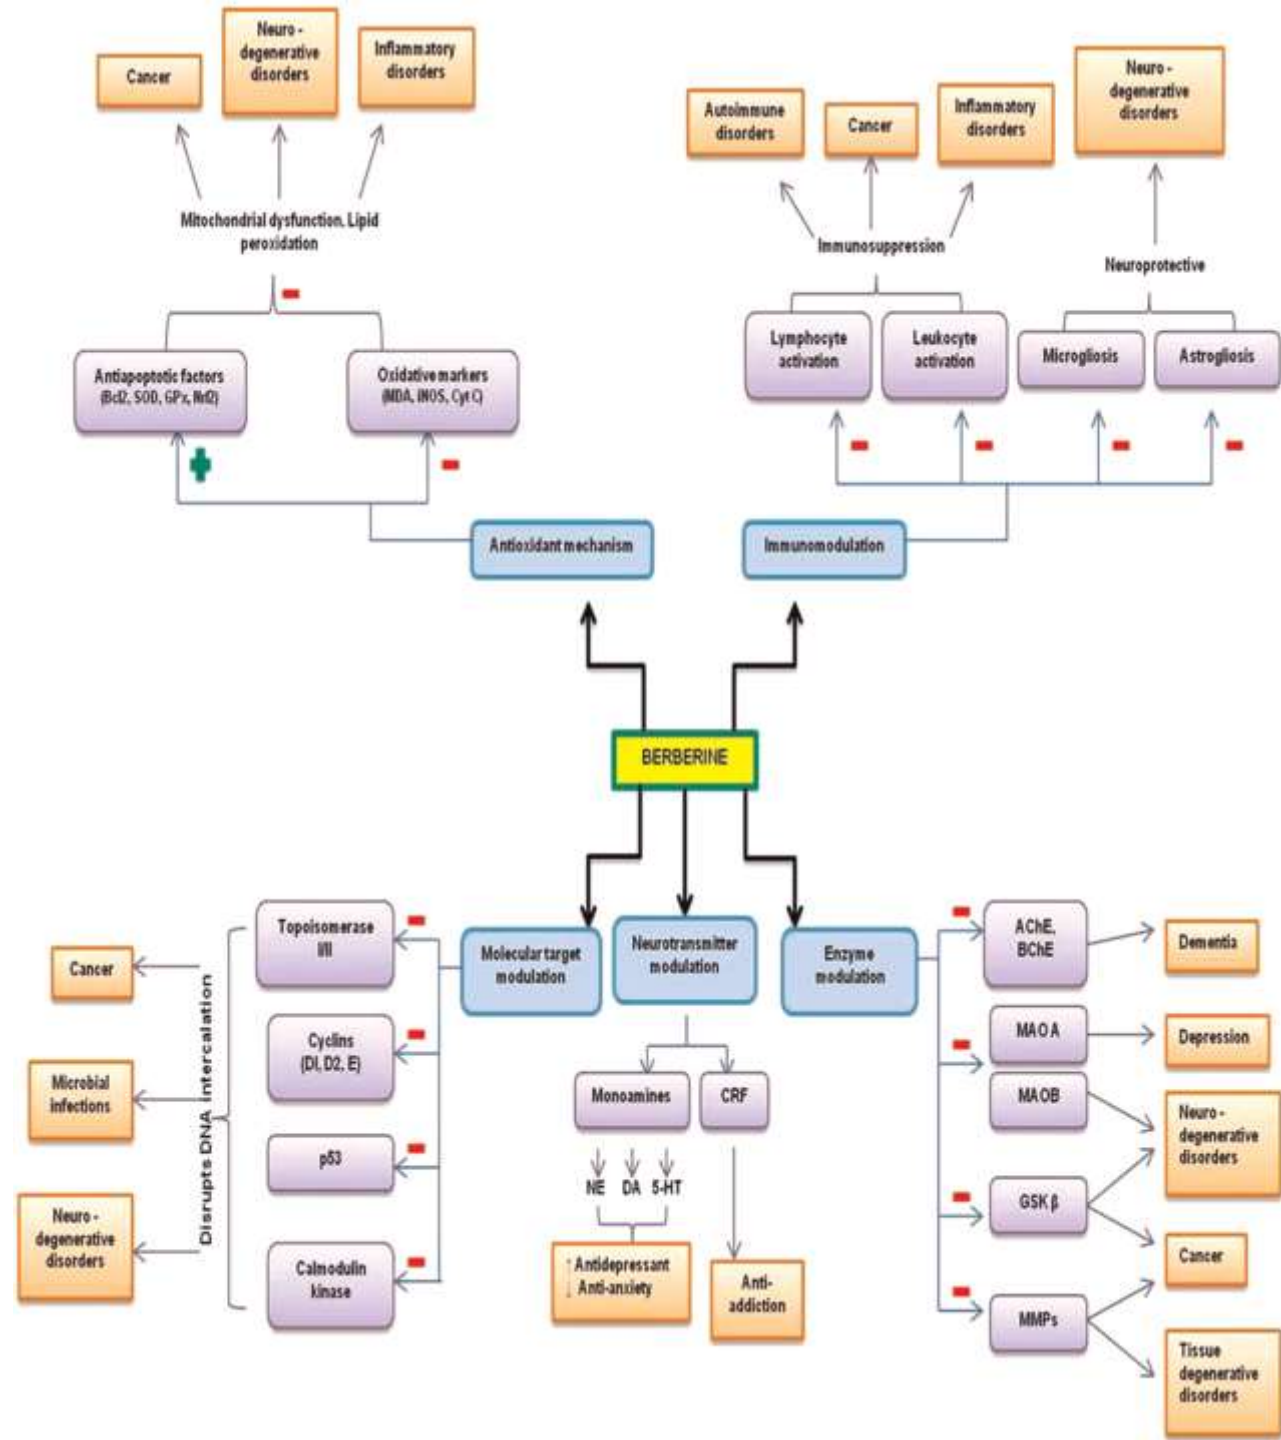 Cancer
Neuro -
degenerative
disorders
Inflammatory
disorders
Mitochondrial dysfunction, Lipid
peroxidation
Antiapoptotic factors
(Bcl2, SOD, GPx, Nrf2)
Oxidative markers
(MDA, iNOS, Cyt C)
Antioxidant mechanism
Autoimmune
disorders
Cancer
Inflammatory
disorders
Neuro -
degenerative
disorders
Immunosuppression
Neuroprotective
Lymphocyte
activation
Leukocyte
activation
Microgliosis
Astrogliosis
Immunomodulation
BERBERINE
Molecular target
modulation
Neurotransmitter
modulation
Enzyme
modulation
Topoisomerase
I/II
Cyclins
(DI, D2, E)
p53
Calmodulin
kinase
Disrupts DNA intercalation
Cancer
Microbial
infections
Neuro -
degenerative
disorders
Monoamines
CRF
NE DA 5-HT
↑ Antidepressant
↓ Anti-anxiety
Anti-
addiction
AChE,
BChE
MAO A
MAOB
GSK β
MMPs
Dementia
Depression
Neuro -
degenerative
disorders
Cancer
Tissue
degenerative
disorders